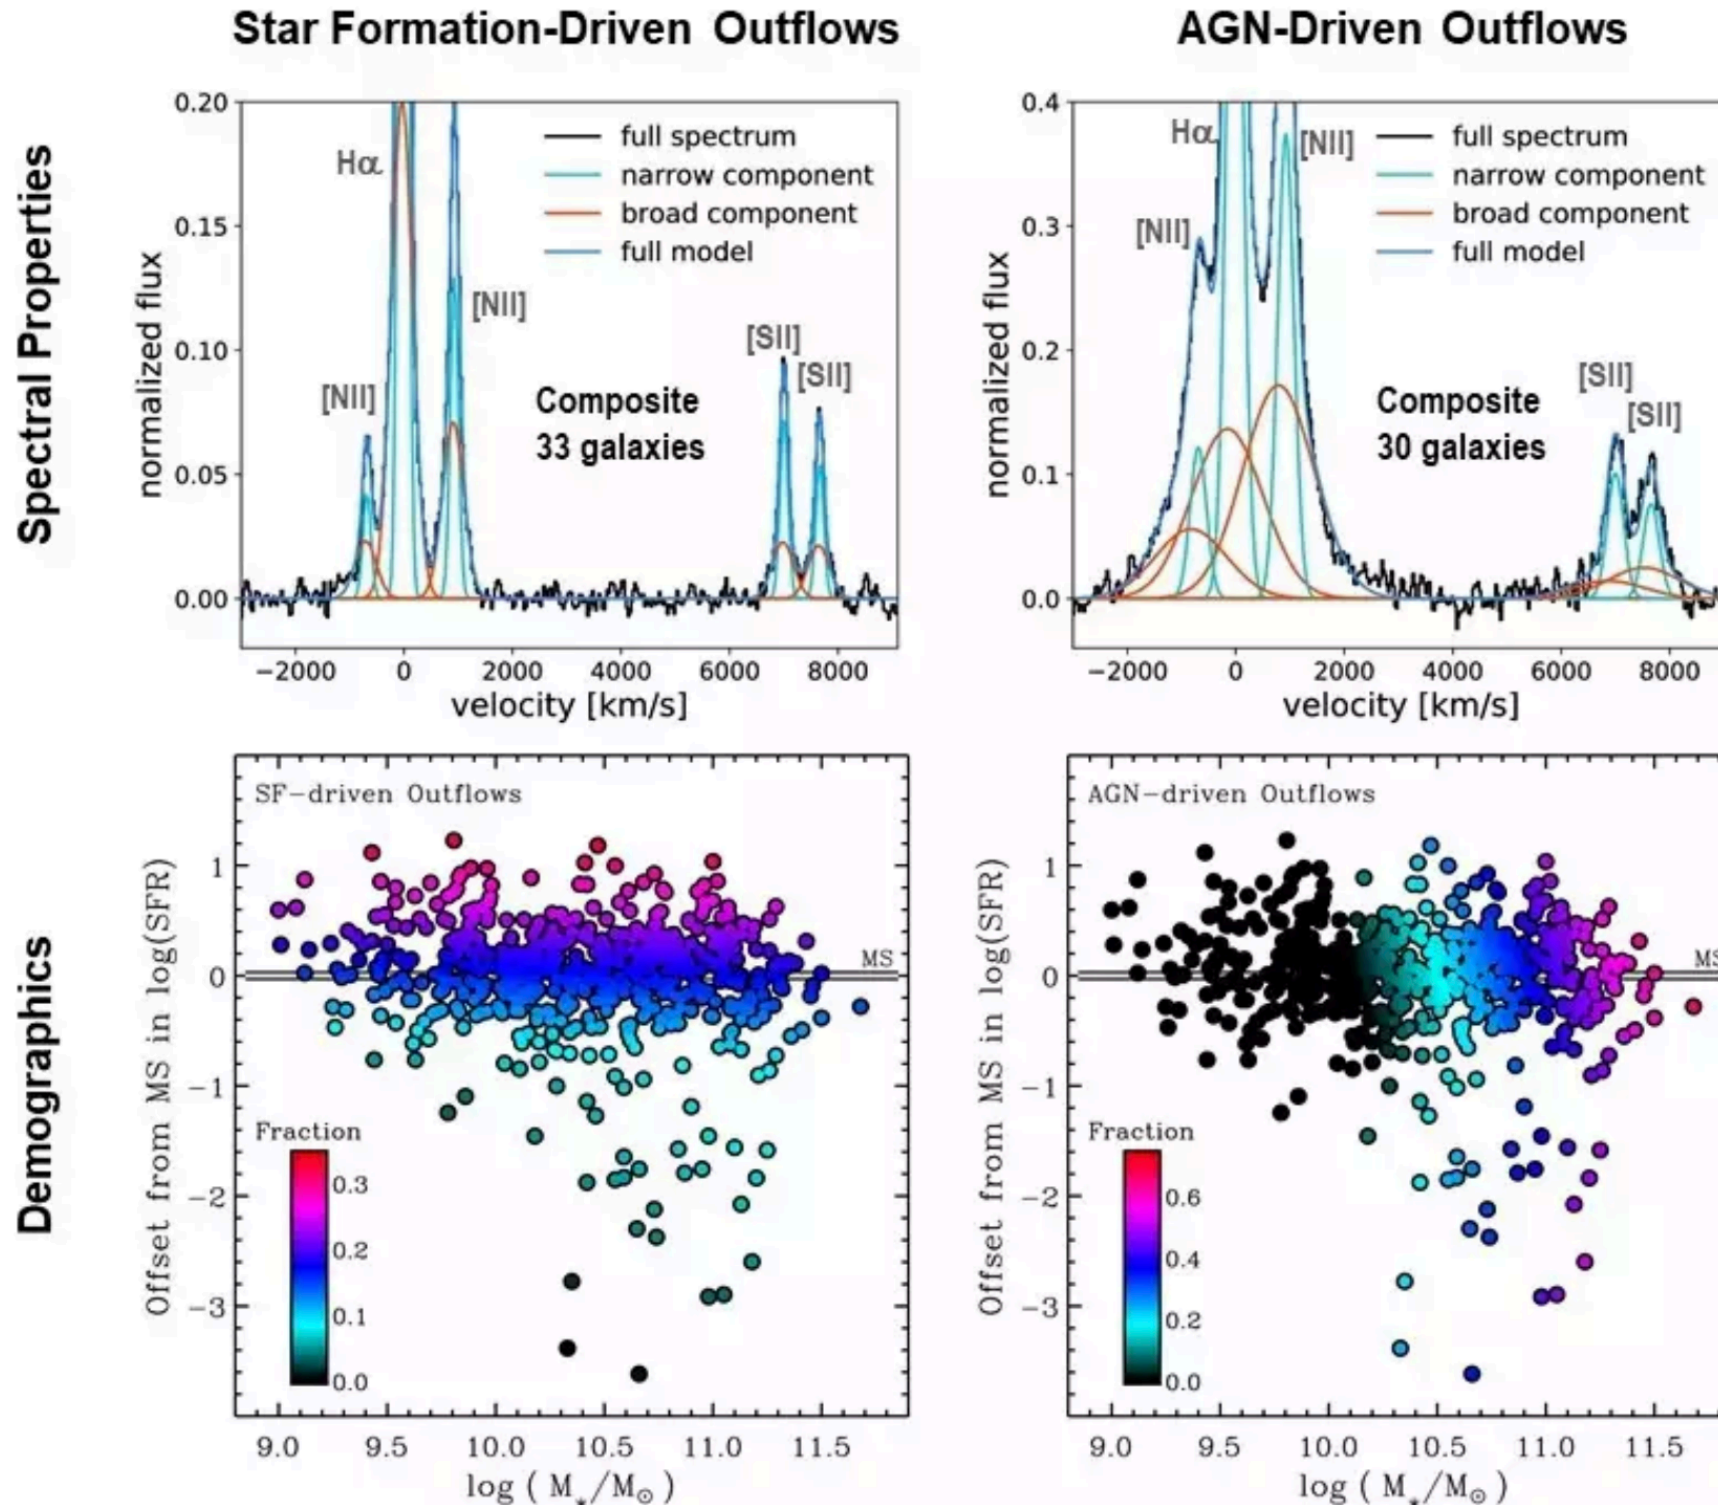 Star Formation-Driven Outflows
AGN-Driven Outflows
Spectral Properties
normalized flux
0.20
0.15
0.10
0.05
0.00
Hα
[NII]
[NII]
[SII]
[SII]
full spectrum
narrow component
broad component
full model
Composite
33 galaxies
−2000 0 2000 4000 6000 8000
velocity [km/s]
normalized flux
0.4
0.3
0.2
0.1
0.0
Hα
[NII]
[NII]
[SII]
[SII]
full spectrum
narrow component
broad component
full model
Composite
30 galaxies
−2000 0 2000 4000 6000 8000
velocity [km/s]
Demographics
Offset from MS in log(SFR)
SF−driven Outflows
1
0
−1
−2
−3
MS
Fraction
0.3
0.2
0.1
0.0
9.0 9.5 10.0 10.5 11.0 11.5
log ( M⋆/M⊙ )
Offset from MS in log(SFR)
AGN−driven Outflows
1
0
−1
−2
−3
MS
Fraction
0.6
0.4
0.2
0.0
9.0 9.5 10.0 10.5 11.0 11.5
log ( M⋆/M⊙ )